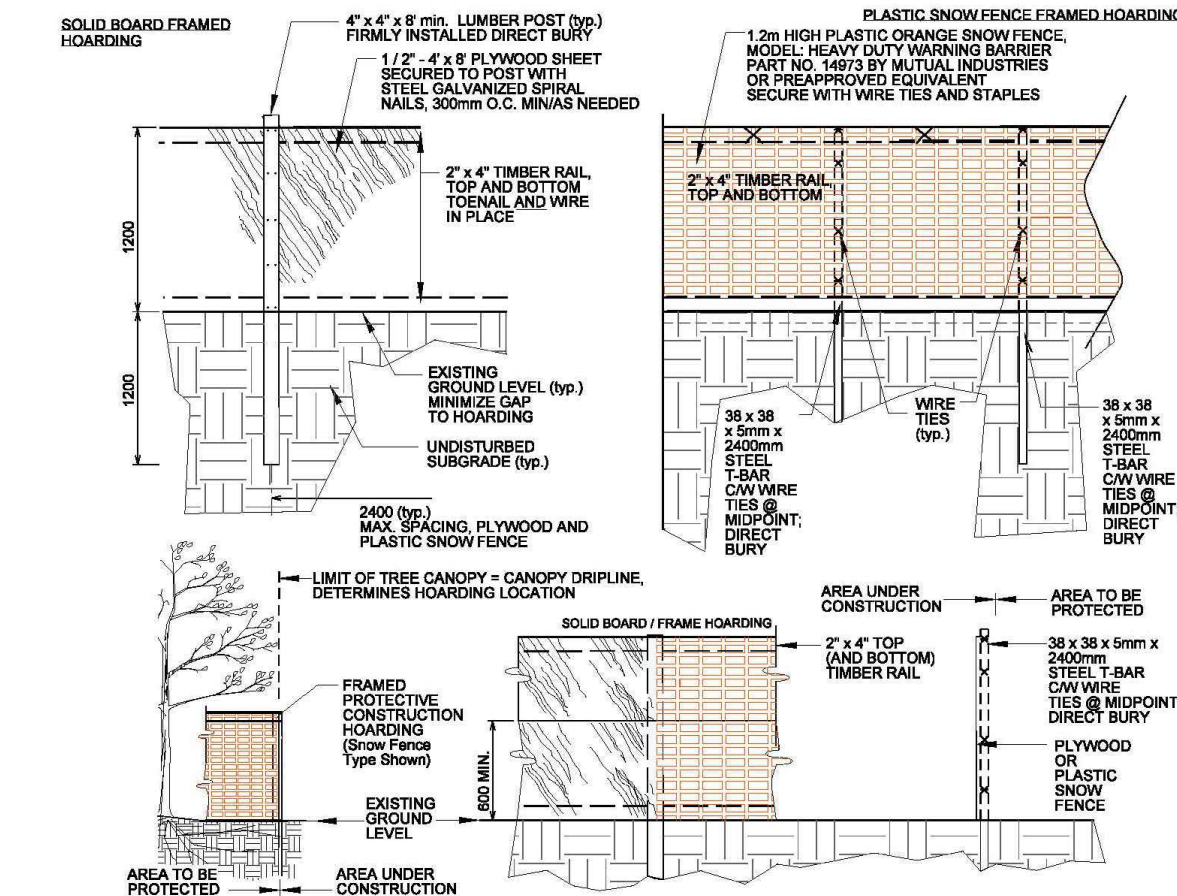 SOLID BOARD FRAMED
HOARDING
4" x 4" x 8' min. LUMBER POST (typ.)
FIRMLY INSTALLED DIRECT BURY
1 / 2" - 4' x 8' PLYWOOD SHEET
SECURED TO POST WITH
STEEL GALVANIZED SPIRAL
NAILS, 300mm O.C. MIN/AS NEEDED
2" x 4" TIMBER RAIL,
TOP AND BOTTOM
TOENAIL AND WIRE
IN PLACE
1200
1200
EXISTING
GROUND LEVEL (typ.)
MINIMIZE GAP
TO HOARDING
UNDISTURBED
SUBGRADE (typ.)
2400 (typ.)
MAX. SPACING, PLYWOOD AND
PLASTIC SNOW FENCE
PLASTIC SNOW FENCE FRAMED HOARDING
1.2m HIGH PLASTIC ORANGE SNOW FENCE,
MODEL: HEAVY DUTY WARNING BARRIER
PART NO. 14973 BY MUTUAL INDUSTRIES
OR PREAPPROVED EQUIVALENT
SECURE WITH WIRE TIES AND STAPLES
2" x 4" TIMBER RAIL,
TOP AND BOTTOM
38 x 38
x 5mm x
2400mm
STEEL
T-BAR
C/W WIRE
TIES @
MIDPOINT;
DIRECT
BURY
WIRE
TIES
(typ.)
38 x 38
x 5mm x
2400mm
STEEL
T-BAR
C/W WIRE
TIES @
MIDPOINT;
DIRECT
BURY
LIMIT OF TREE CANOPY = CANOPY DRIPLINE,
DETERMINES HOARDING LOCATION
FRAMED
PROTECTIVE
CONSTRUCTION
HOARDING
(Snow Fence
Type Shown)
EXISTING
GROUND
LEVEL
AREA TO BE
PROTECTED
AREA UNDER
CONSTRUCTION
SOLID BOARD / FRAME HOARDING
2" x 4" TOP
(AND BOTTOM)
TIMBER RAIL
600 MIN.
AREA UNDER
CONSTRUCTION
AREA TO BE
PROTECTED
38 x 38 x 5mm x
2400mm
STEEL T-BAR
C/W WIRE
TIES @ MIDPOINT
DIRECT BURY
PLYWOOD
OR
PLASTIC
SNOW
FENCE